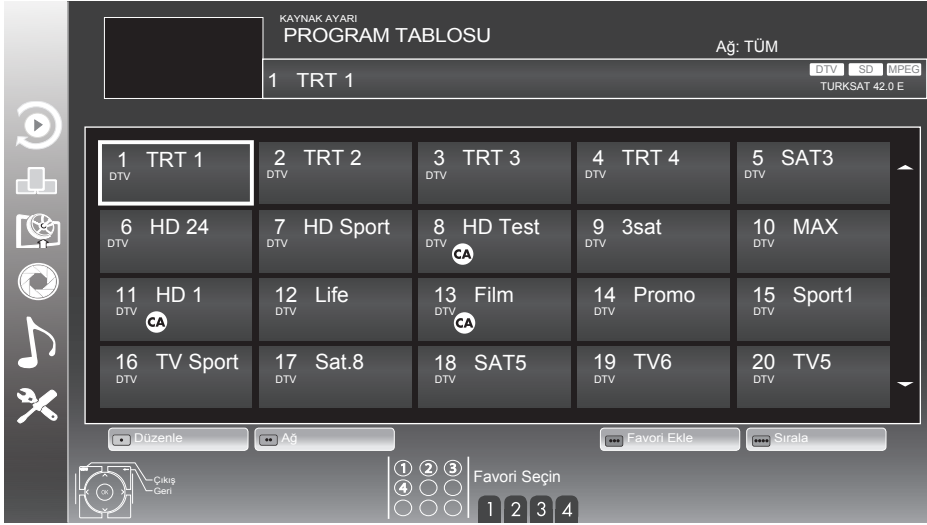 KAYNAK AYARI
PROGRAM TABLOSU
Ağ: TÜM
1 TRT 1
DTV SD MPEG
TURKSAT 42.0 E
1 TRT 1
DTV
2 TRT 2
DTV
3 TRT 3
DTV
4 TRT 4
DTV
5 SAT3
DTV
6 HD 24
DTV
7 HD Sport
DTV
8 HD Test
DTV
CA
9 3sat
DTV
10 MAX
DTV
11 HD 1
DTV
CA
12 Life
DTV
13 Film
DTV
CA
14 Promo
DTV
15 Sport1
DTV
16 TV Sport
DTV
17 Sat.8
DTV
18 SAT5
DTV
19 TV6
DTV
20 TV5
DTV
Düzenle
Ağ
Favori Ekle
Sırala
OK
Çıkış
Geri
1 2 3
4
Favori Seçin
1 2 3 4